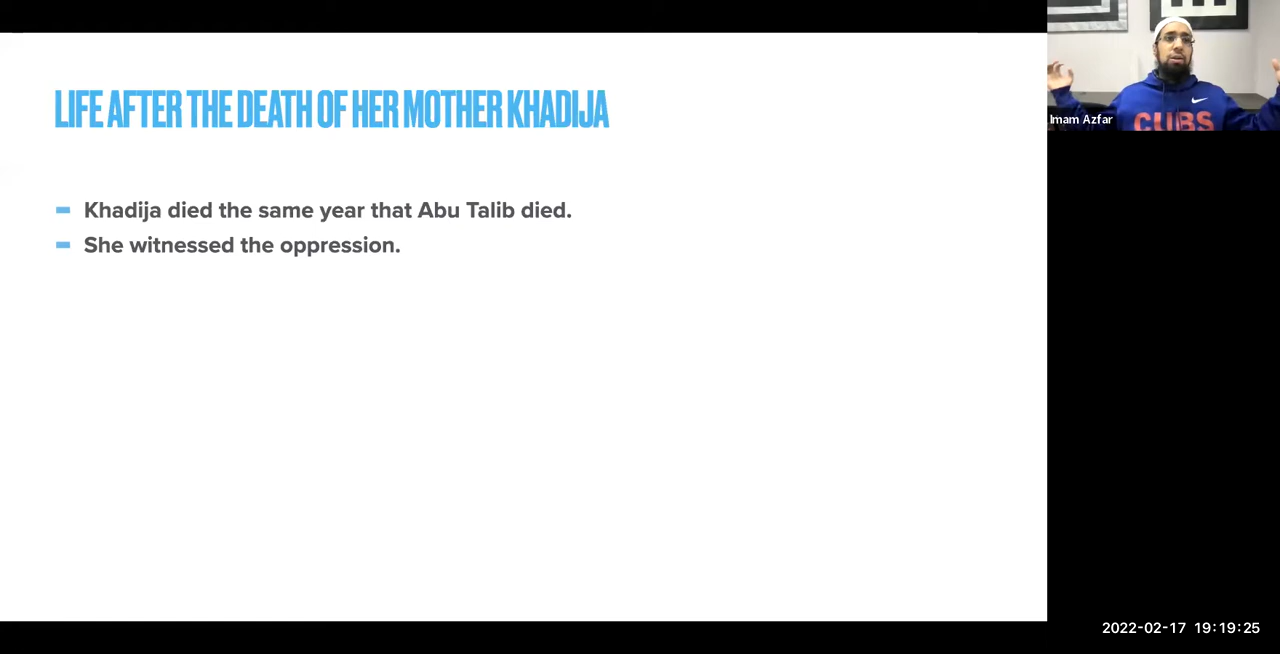 LIFE AFTER THE DEATH OF HER MOTHER KHADIJA
Khadija died the same year that Abu Talib died.
She witnessed the oppression.
Imam Azfar
CUBS
2022-02-17 19:19:25